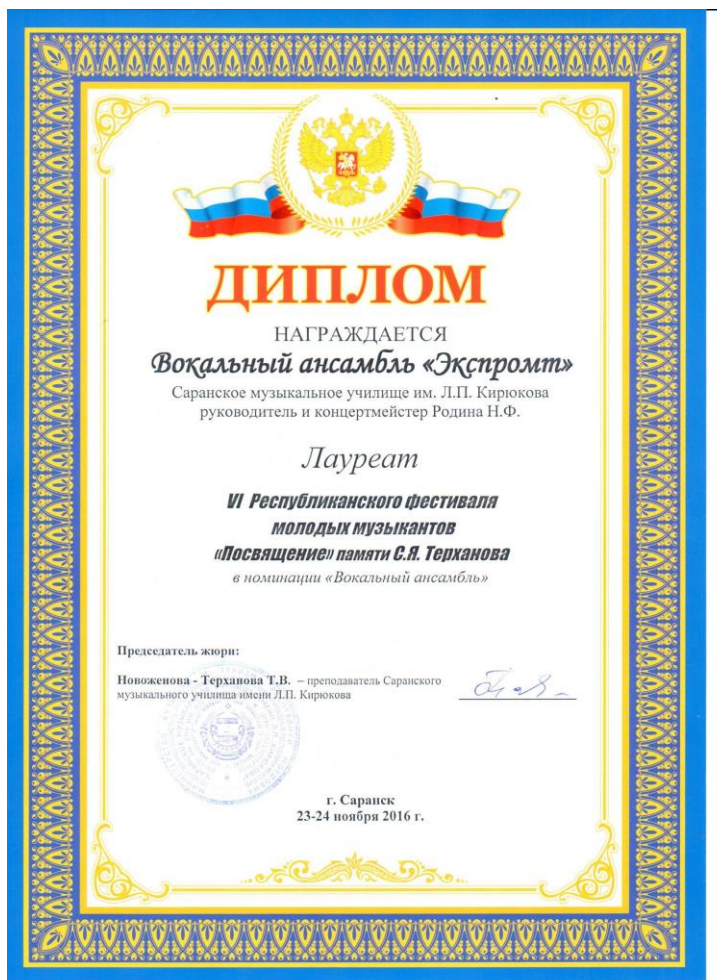 ДИПЛОМ
НАГРАЖДАЕТСЯ
Вокальный ансамбль «Экспромт»
Саранское музыкальное училище им. Л.П. Кирюкова
руководитель и концертмейстер Родина Н.Ф.
Лауреат
VI Республиканского фестиваля
молодых музыкантов
«Посвящение» памяти С.Я. Терханова
в номинации «Вокальный ансамбль»
Председатель жюри:
Новоженова - Терханова Т.В. – преподаватель Саранского
музыкального училища имени Л.П. Кирюкова
г. Саранск
23-24 ноября 2016 г.